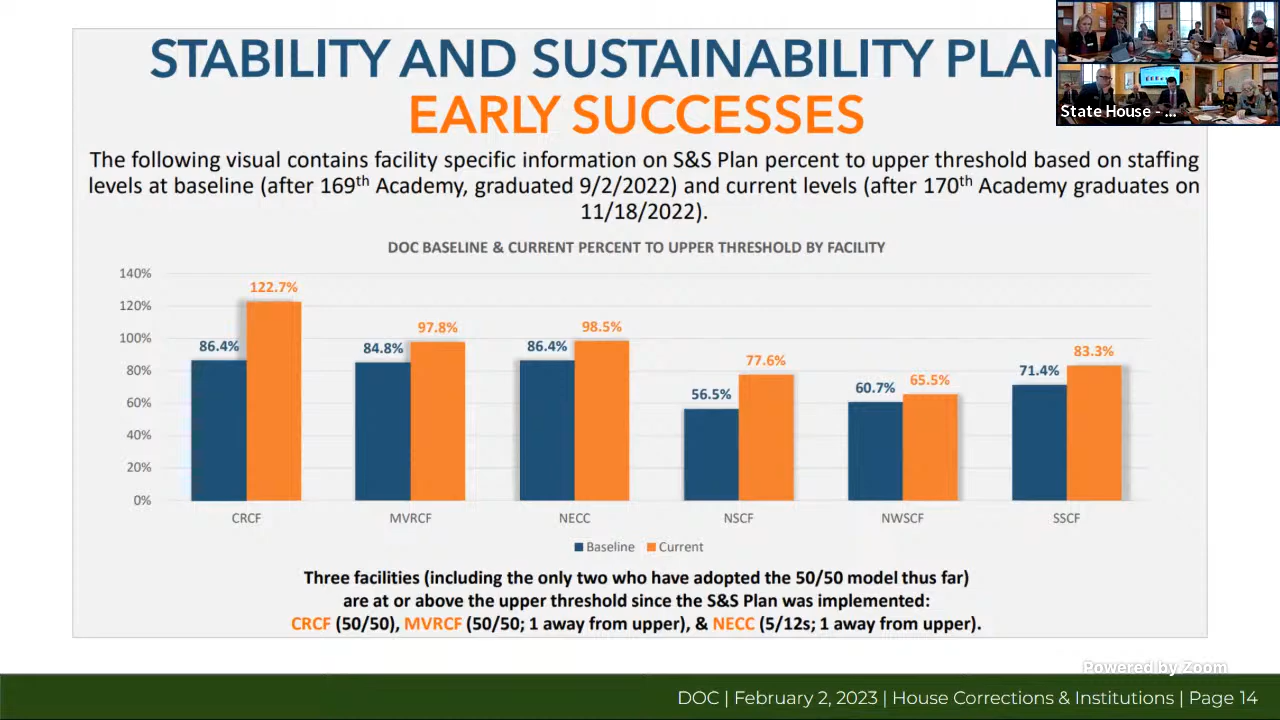 STABILITY AND SUSTAINABILITY PLAN
EARLY SUCCESSES
State House - ...
The following visual contains facility specific information on S&S Plan percent to upper threshold based on staffing
levels at baseline (after 169th Academy, graduated 9/2/2022) and current levels (after 170th Academy graduates on
11/18/2022).
DOC BASELINE & CURRENT PERCENT TO UPPER THRESHOLD BY FACILITY
140%
120%
100%
80%
60%
40%
20%
0%
86.4% 122.7%
84.8% 97.8%
86.4% 98.5%
56.5% 77.6%
60.7% 65.5%
71.4% 83.3%
CRCF MVRCF NECC NSCF NWSCF SSCF
Baseline Current
Three facilities (including the only two who have adopted the 50/50 model thus far)
are at or above the upper threshold since the S&S Plan was implemented:
CRCF (50/50), MVRCF (50/50; 1 away from upper), & NECC (5/12s; 1 away from upper).
Powered by Zoom
DOC | February 2, 2023 | House Corrections & Institutions | Page 14